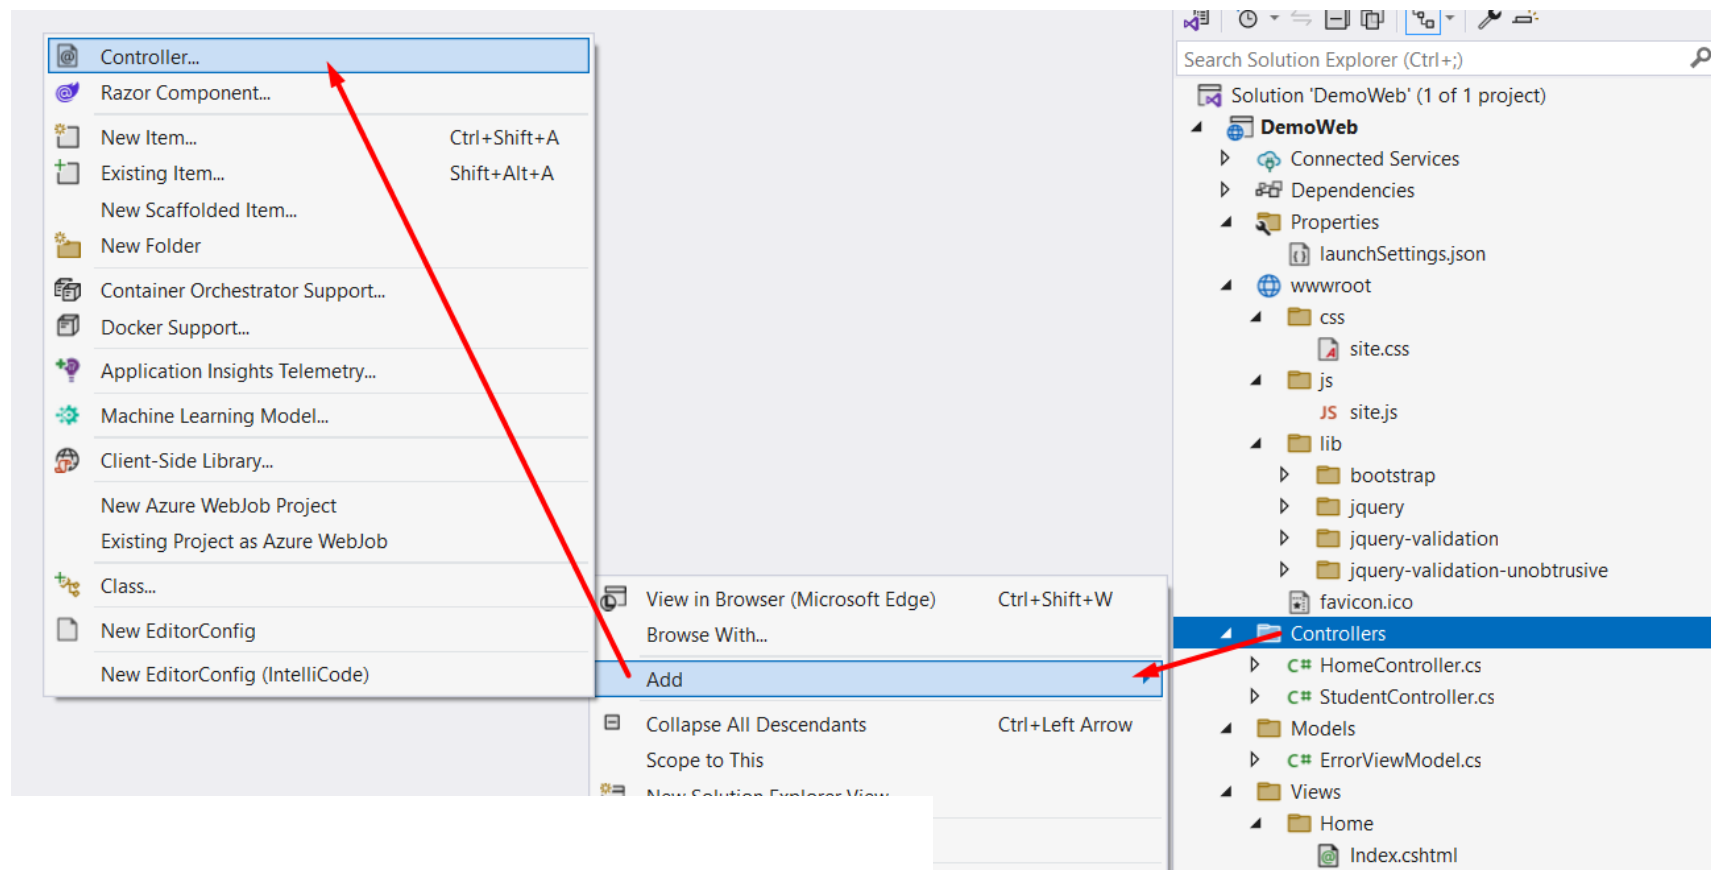 Controller...
Razor Component...
New Item... Ctrl+Shift+A
Existing Item... Shift+Alt+A
New Scaffolded Item...
New Folder
Container Orchestrator Support...
Docker Support...
Application Insights Telemetry...
Machine Learning Model...
Client-Side Library...
New Azure WebJob Project
Existing Project as Azure WebJob
Class...
New EditorConfig
New EditorConfig (IntelliCode)
View in Browser (Microsoft Edge) Ctrl+Shift+W
Browse With...
Add
Collapse All Descendants Ctrl+Left Arrow
Scope to This
New Solution Explorer View
Search Solution Explorer (Ctrl+;)
Solution 'DemoWeb' (1 of 1 project)
DemoWeb
Connected Services
Dependencies
Properties
launchSettings.json
wwwroot
css
site.css
js
JS site.js
lib
bootstrap
jquery
jquery-validation
jquery-validation-unobtrusive
favicon.ico
Controllers
C# HomeController.cs
C# StudentController.cs
Models
C# ErrorViewModel.cs
Views
Home
Index.cshtml